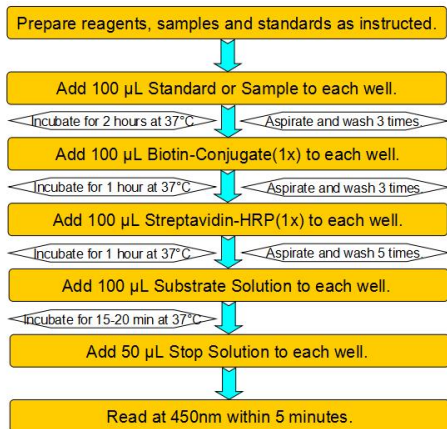 Prepare reagents, samples and standards as instructed.
Add 100 µL Standard or Sample to each well.
Incubate for 2 hours at 37°C
Aspirate and wash 3 times.
Add 100 µL Biotin-Conjugate(1x) to each well.
Incubate for 1 hour at 37°C
Aspirate and wash 3 times.
Add 100 µL Streptavidin-HRP(1x) to each well.
Incubate for 1 hour at 37°C
Aspirate and wash 5 times.
Add 100 µL Substrate Solution to each well.
Incubate for 15-20 min at 37°C
Add 50 µL Stop Solution to each well.
Read at 450nm within 5 minutes.